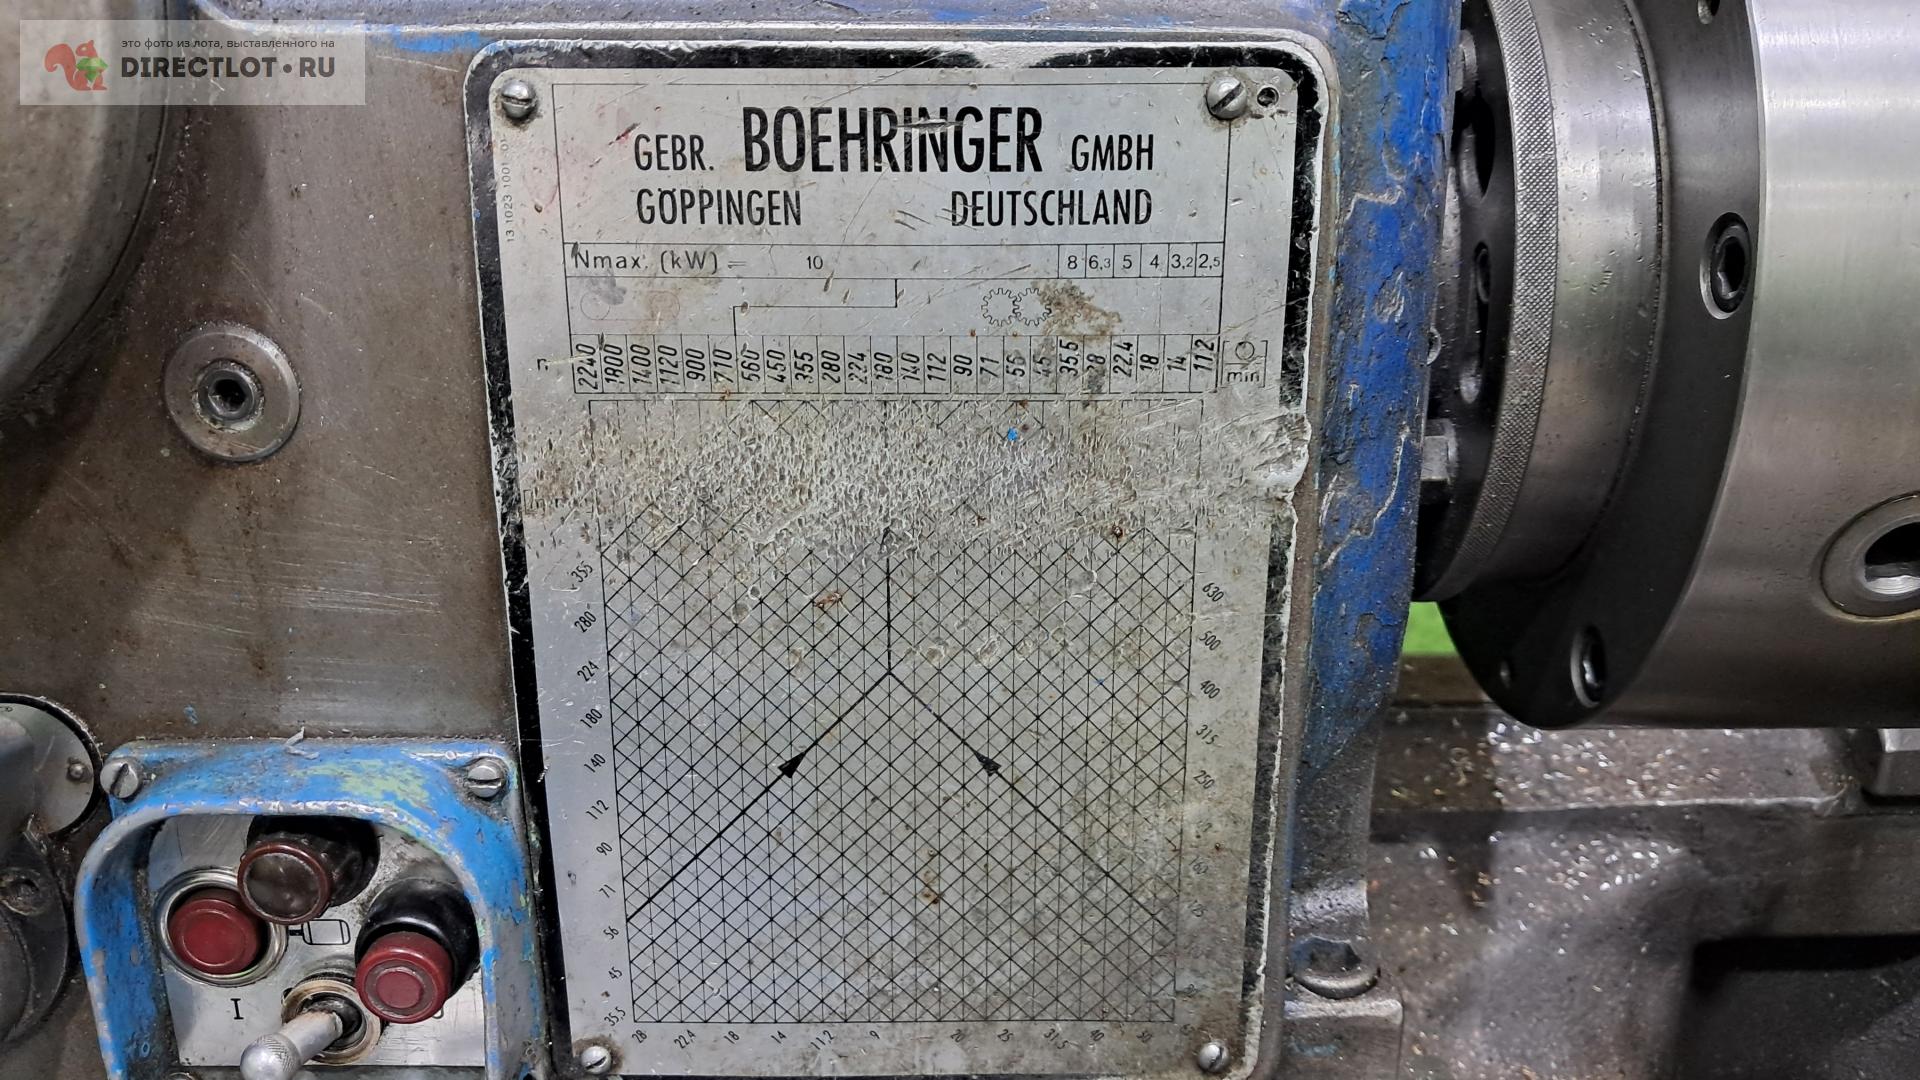 это фото из лота, выставленного на
DIRECTLOT•RU
13 1023 1001 01
GEBR. BOEHRINGER GMBH
GÖPPINGEN DEUTSCHLAND
Nmax. (kW) = 10 8 6,3 5 4 3,2 2,5
2240 1800 1400 1120 900 710 560 450 355 280 224 180 140 112 90 71 56 45 35,5 28 22,4 18 14 11,2 min
355 630
280 500
224 400
180 315
140 250
112
90
71
56
45
35,5
28 22,4 18 14 11,2 9 20 25 31,5 40 50
I